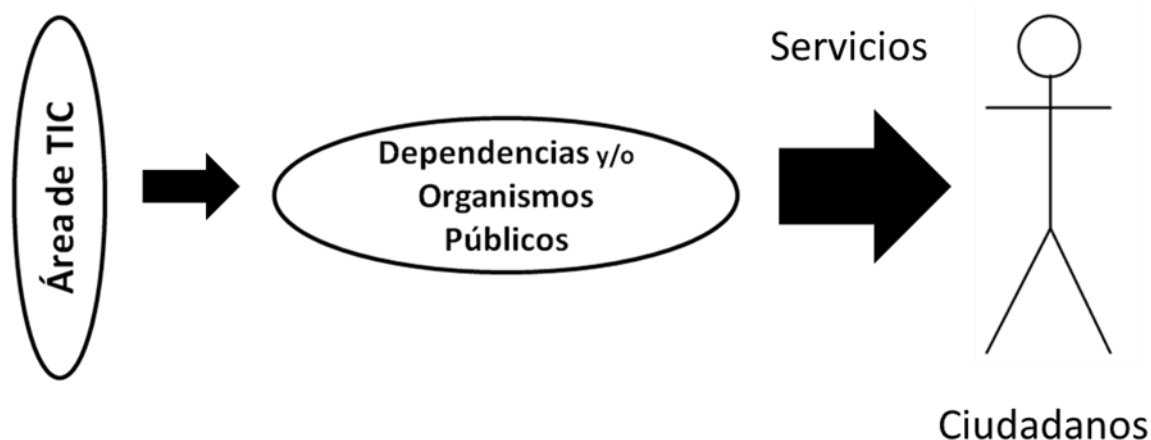 Área de TIC
Dependencias y/o
Organismos
Públicos
Servicios
Ciudadanos